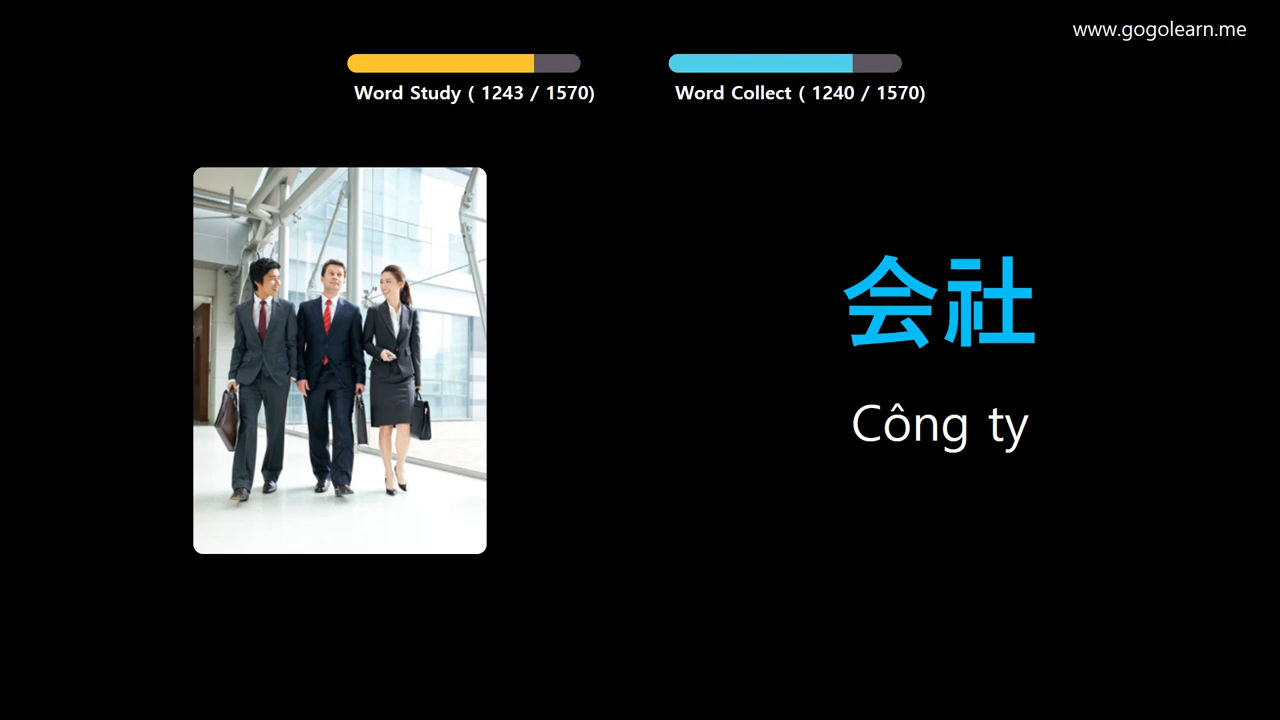 www.gogolearn.me
Word Study ( 1243 / 1570)
Word Collect ( 1240 / 1570)
会社
Công ty